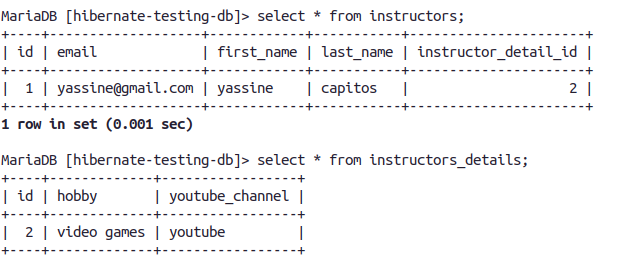 MariaDB [hibernate-testing-db]> select * from instructors;
+----+-------------------+------------+-----------+----------------------+
| id | email             | first_name | last_name | instructor_detail_id |
+----+-------------------+------------+-----------+----------------------+
|  1 | yassine@gmail.com | yassine    | capitos   |                    2 |
+----+-------------------+------------+-----------+----------------------+
1 row in set (0.001 sec)

MariaDB [hibernate-testing-db]> select * from instructors_details;
+----+-------------+-----------------+
| id | hobby       | youtube_channel |
+----+-------------+-----------------+
|  2 | video games | youtube         |
+----+-------------+-----------------+